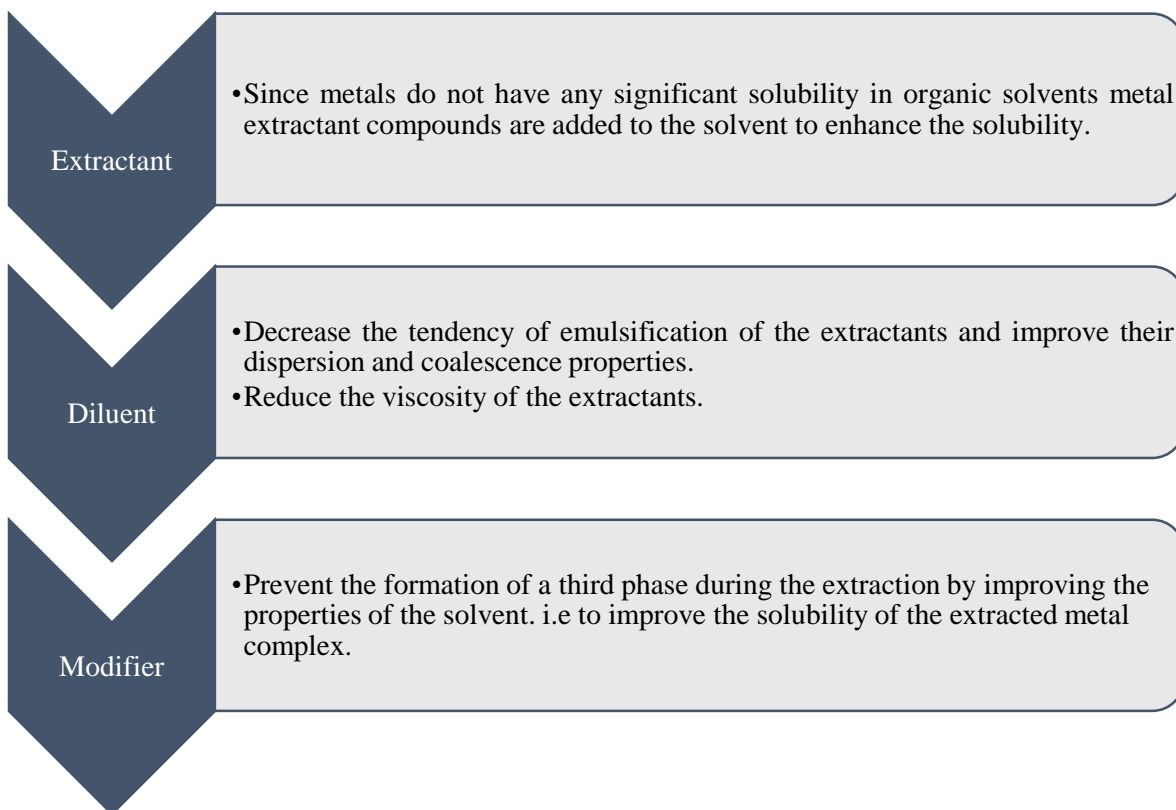 Extractant
•Since metals do not have any significant solubility in organic solvents metal
extractant compounds are added to the solvent to enhance the solubility.
Diluent
•Decrease the tendency of emulsification of the extractants and improve their
dispersion and coalescence properties.
•Reduce the viscosity of the extractants.
Modifier
•Prevent the formation of a third phase during the extraction by improving the
properties of the solvent. i.e to improve the solubility of the extracted metal
complex.